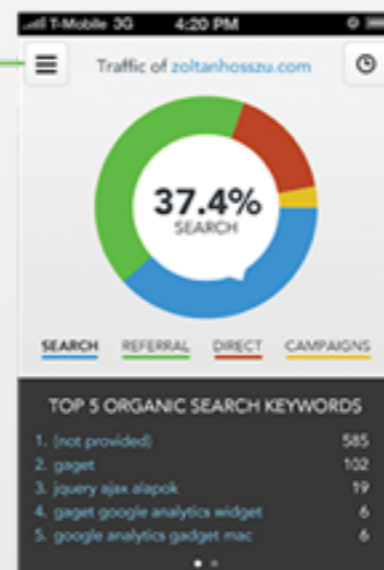 T-Mobile 3G 4:20 PM
Traffic of zoltanhosszu.com
37.4%
SEARCH
SEARCH REFERRAL DIRECT CAMPAIGNS
TOP 5 ORGANIC SEARCH KEYWORDS
1. (not provided) 585
2. gaget 102
3. jquery ajax alapok 19
4. gaget google analytics widget 6
5. google analytics gadget mac 6